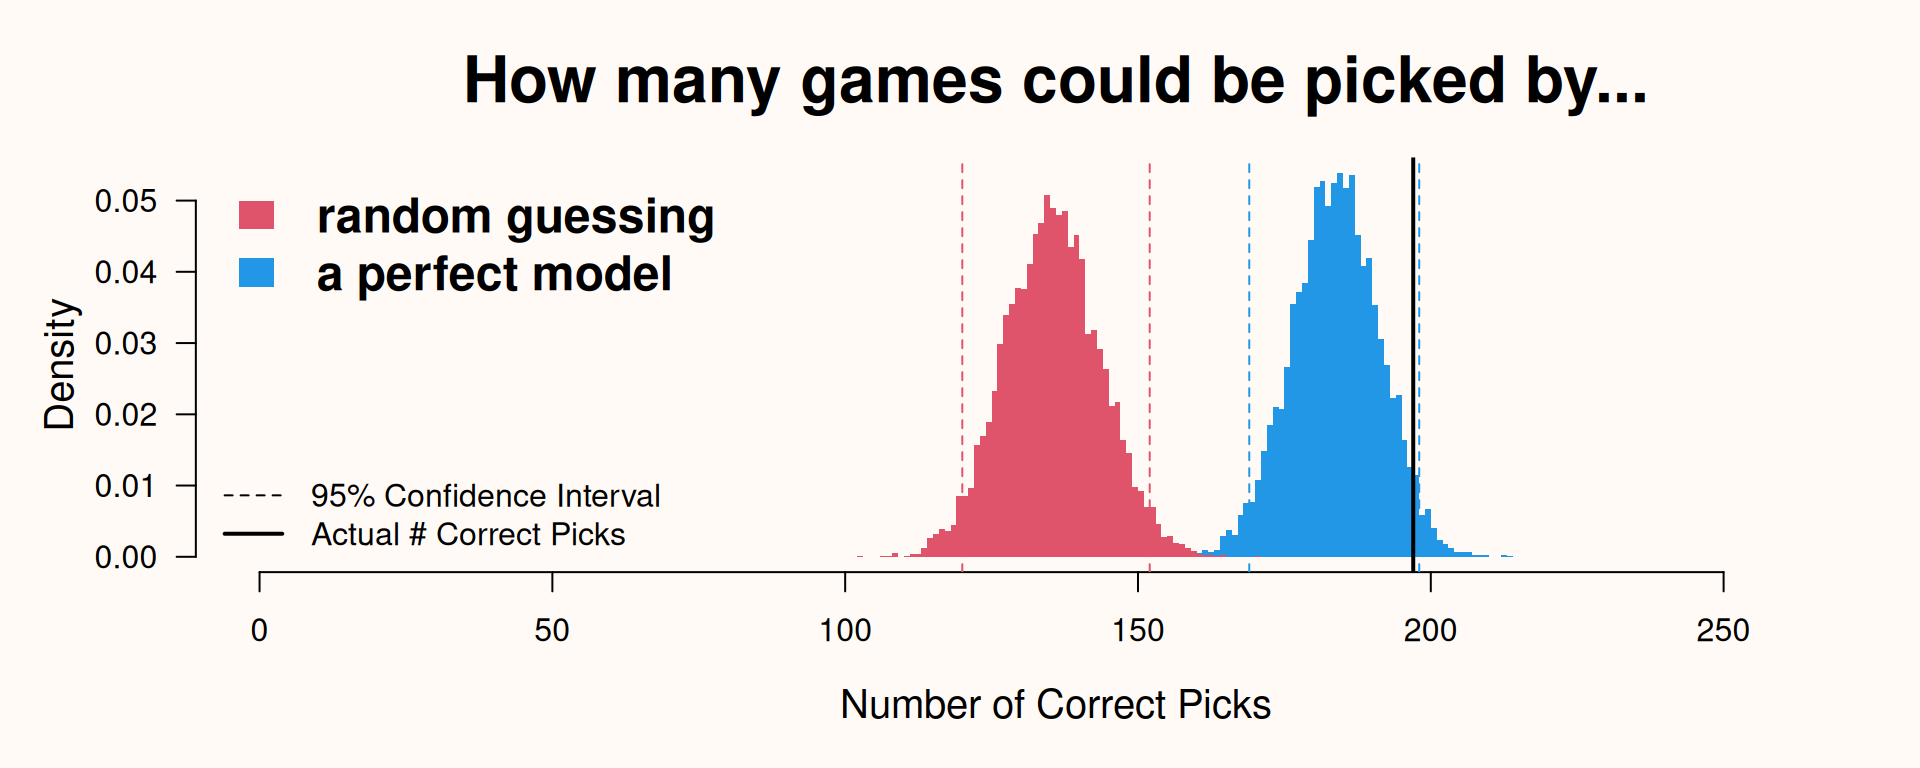 How many games could be picked by...
random guessing
a perfect model
95% Confidence Interval
Actual # Correct Picks
Density
0.05
0.04
0.03
0.02
0.01
0.00
0 50 100 150 200 250
Number of Correct Picks